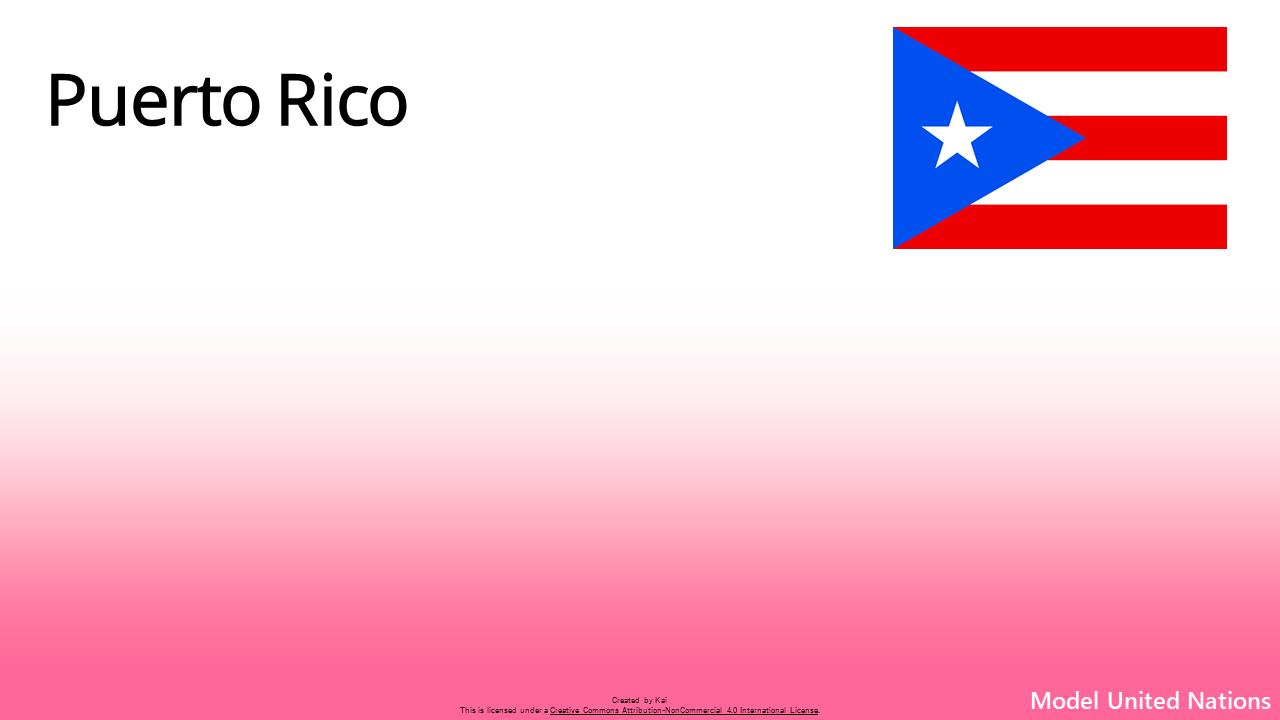 Puerto Rico
Created by Kai
This is licensed under a Creative Commons Attribution-NonCommercial 4.0 International License.
Model United Nations